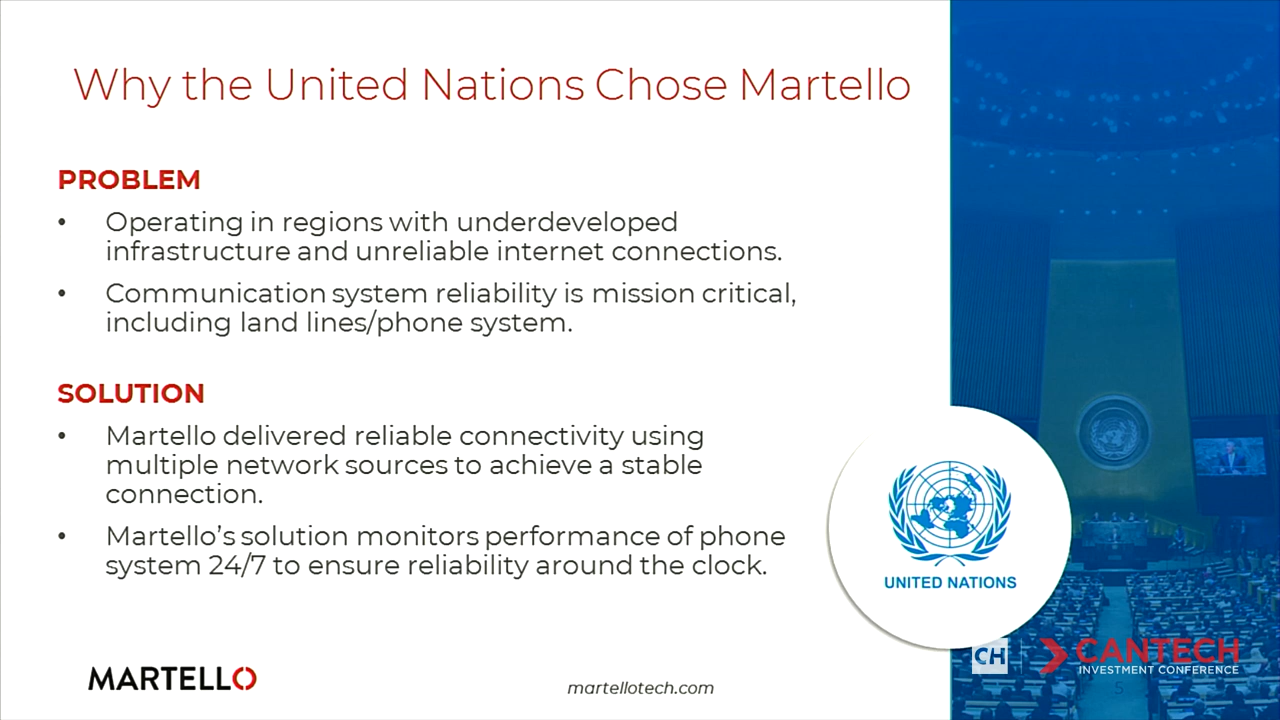 Why the United Nations Chose Martello
PROBLEM
• Operating in regions with underdeveloped
infrastructure and unreliable internet connections.
• Communication system reliability is mission critical,
including land lines/phone system.
SOLUTION
• Martello delivered reliable connectivity using
multiple network sources to achieve a stable
connection.
• Martello’s solution monitors performance of phone
system 24/7 to ensure reliability around the clock.
UNITED NATIONS
MARTELLO
martellotech.com
CH
CANTECH
INVESTMENT CONFERENCE
5